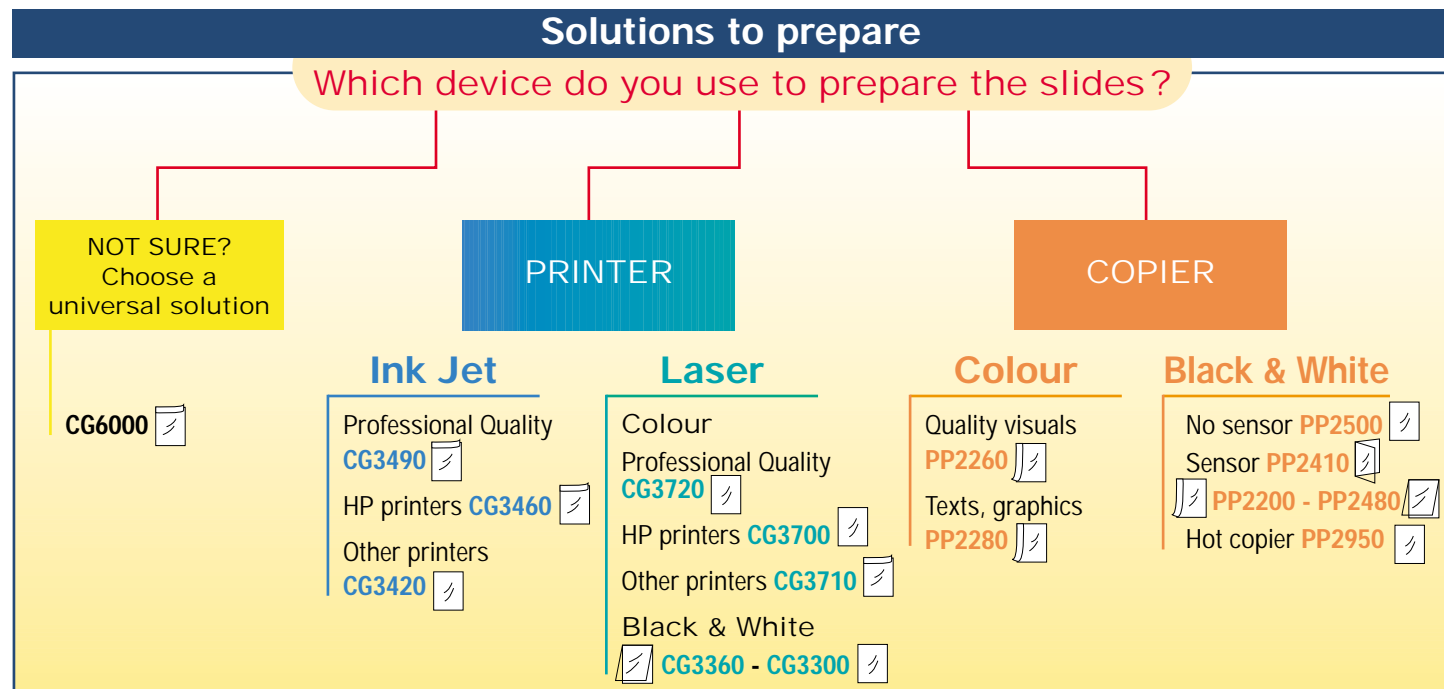 Solutions to prepare
Which device do you use to prepare the slides?
NOT SURE?
Choose a
universal solution
CG6000
PRINTER
Ink Jet
Professional Quality
CG3490
HP printers CG3460
Other printers
CG3420
Laser
Colour
Professional Quality
CG3720
HP printers CG3700
Other printers CG3710
Black & White
CG3360 - CG3300
COPIER
Colour
Quality visuals
PP2260
Texts, graphics
PP2280
Black & White
No sensor PP2500
Sensor PP2410
PP2200 - PP2480
Hot copier PP2950